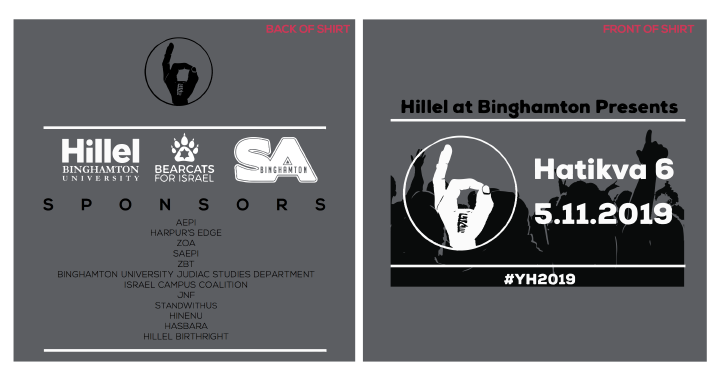 BACK OF SHIRT
Hillel
BINGHAMTON
UNIVERSITY
BEARCATS
FOR ISRAEL
SA
BINGHAMTON
SPONSORS
AEPI
HARPUR'S EDGE
ZOA
SAEPI
ZBT
BINGHAMTON UNIVERSITY JUDIAC STUDIES DEPARTMENT
ISRAEL CAMPUS COALITION
JNF
STANDWITHUS
HINENU
HASBARA
HILLEL BIRTHRIGHT
FRONT OF SHIRT
Hillel at Binghamton Presents
Hatikva 6
5.11.2019
#YH2019